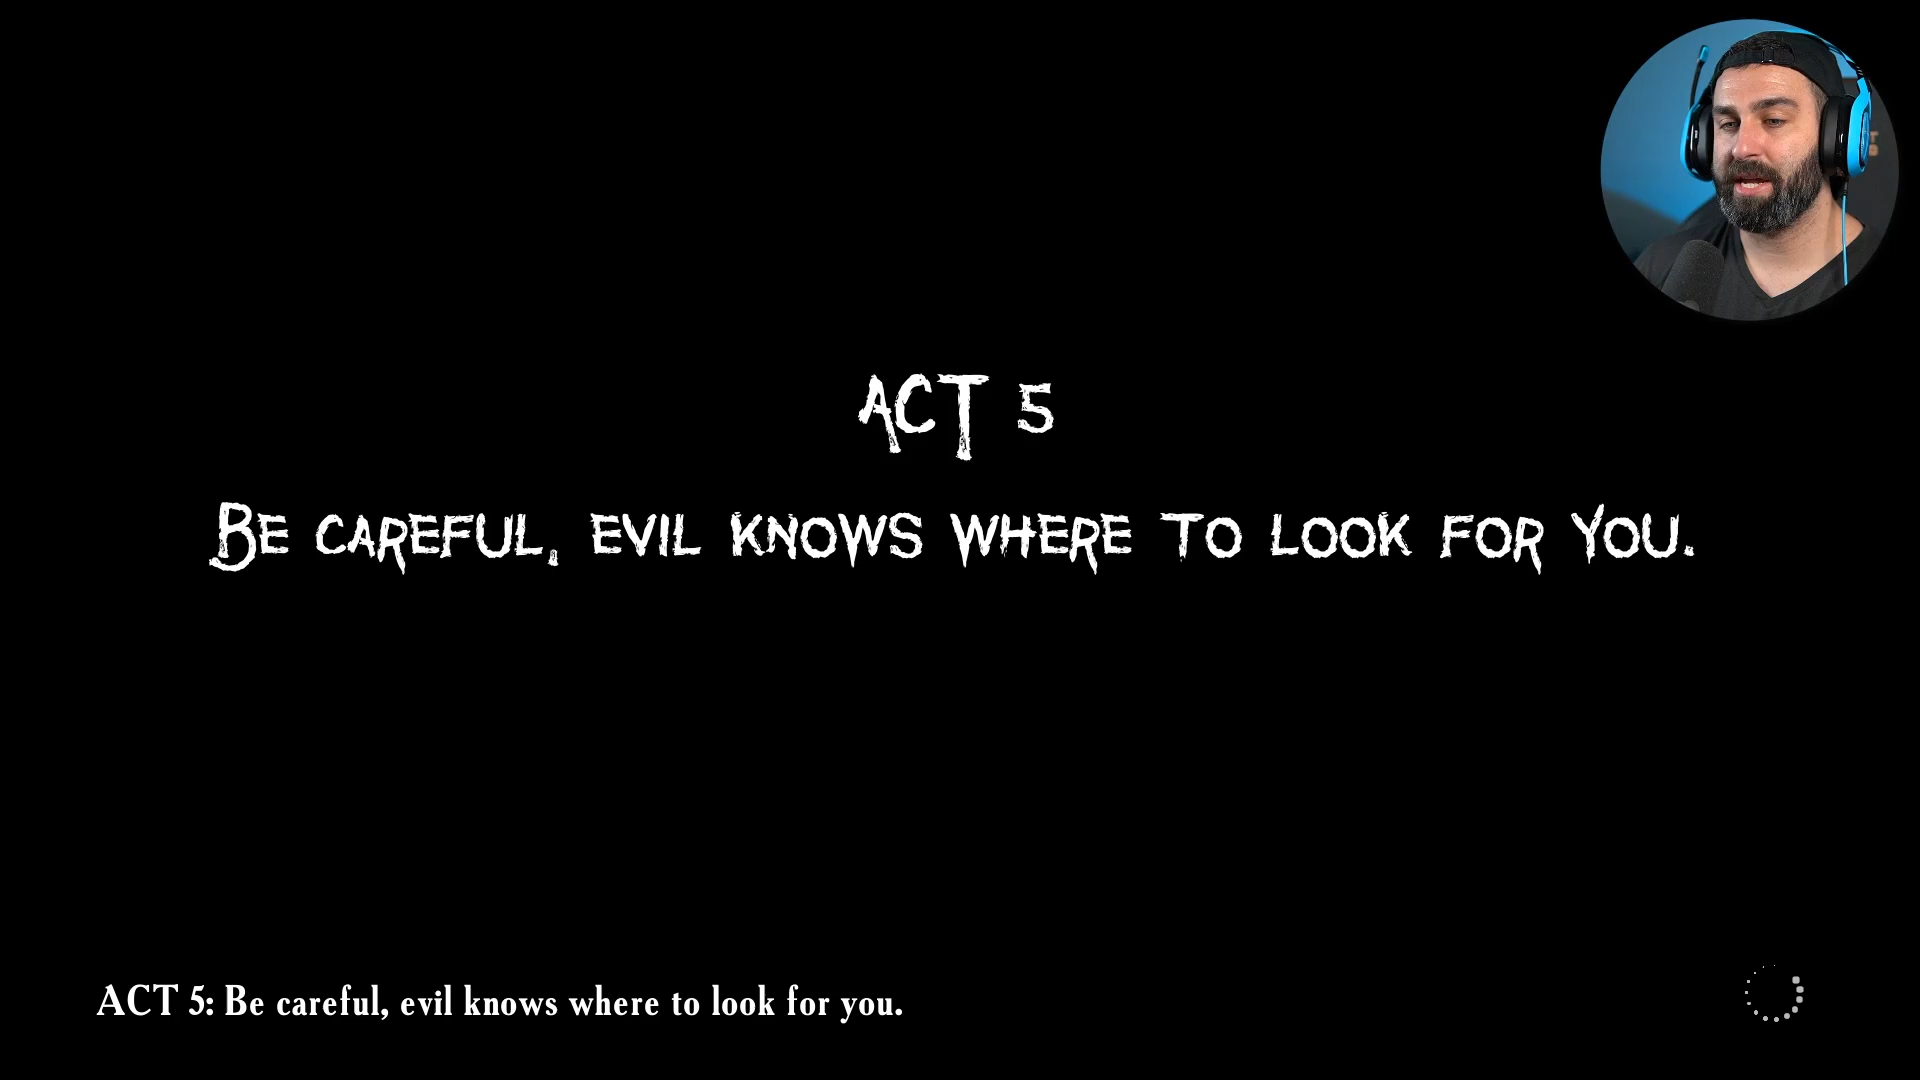 ACT 5
BE CAREFUL, EVIL KNOWS WHERE TO LOOK FOR YOU.
ACT 5: Be careful, evil knows where to look for you.